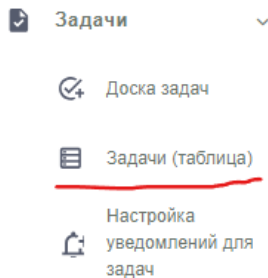 Задачи
Доска задач
Задачи (таблица)
Настройка
уведомлений для
задач